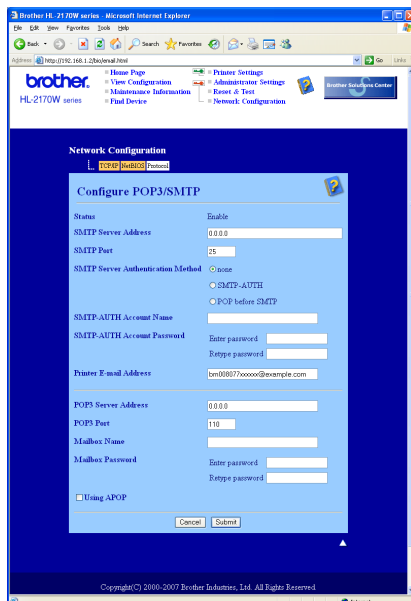 Brother HL-2170W series - Microsoft Internet Explorer
File Edit View Favorites Tools Help
Back Search Favorites
Address http://192.168.1.2/bio/email.html Go Links
brother.
HL-2170W series
Home Page
View Configuration
Maintenance Information
Find Device
Printer Settings
Administrator Settings
Reset & Test
Network Configuration
Brother Solutions Center
Network Configuration
TCP/IP NetBIOS Protocol
Configure POP3/SMTP
Status Enable
SMTP Server Address 0.0.0.0
SMTP Port 25
SMTP Server Authentication Method none
SMTP-AUTH
POP before SMTP
SMTP-AUTH Account Name
SMTP-AUTH Account Password Enter password
Retype password
Printer E-mail Address brn008077xxxxxx@example.com
POP3 Server Address 0.0.0.0
POP3 Port 110
Mailbox Name
Mailbox Password Enter password
Retype password
Using APOP
Cancel Submit
Copyright(C) 2000-2007 Brother Industries, Ltd. All Rights Reserved